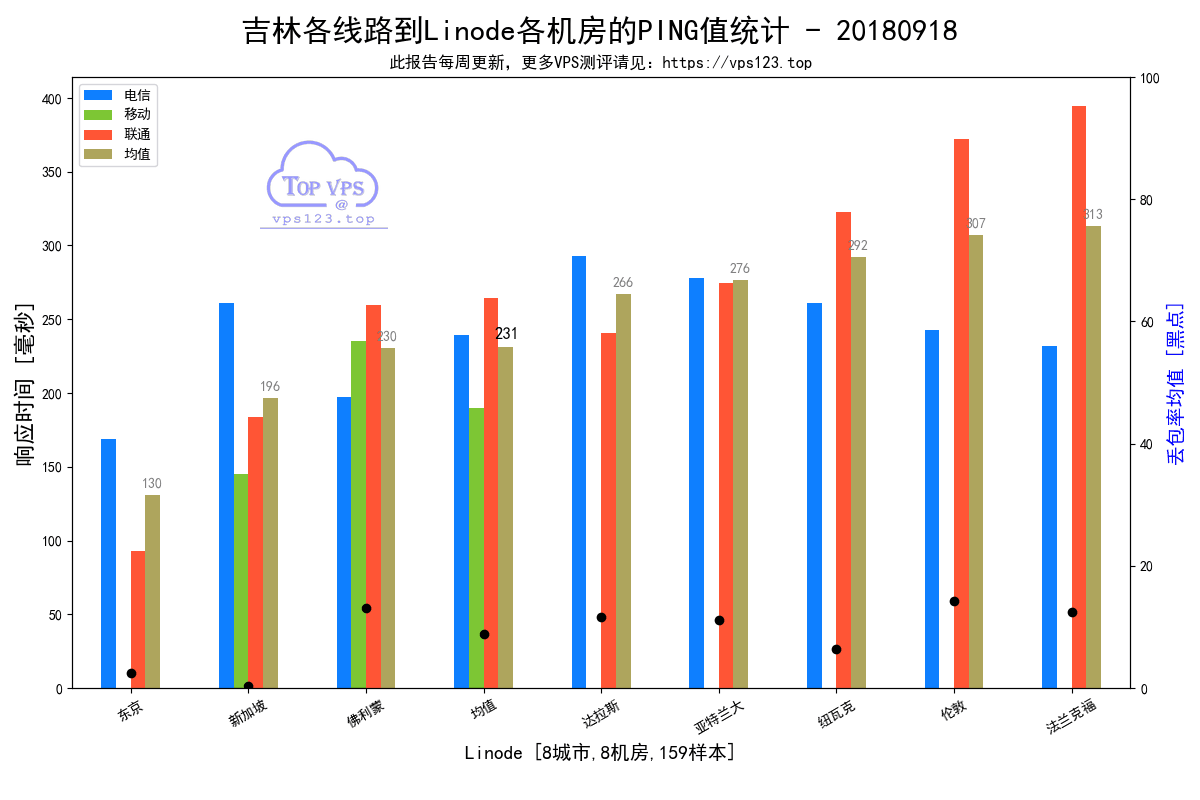 吉林各线路到Linode各机房的PING值统计 - 20180918
此报告每周更新，更多VPS测评请见：https://vps123.top
电信
移动
联通
均值
TOP VPS
@
vps123.top
响应时间 [毫秒]
400
350
300
250
200
150
100
50
0
130
196
230
231
266
276
292
307
313
100
80
60
40
20
0
丢包率均值 [黑点]
东京
新加坡
佛利蒙
均值
达拉斯
亚特兰大
纽瓦克
伦敦
法兰克福
Linode [8城市,8机房,159样本]